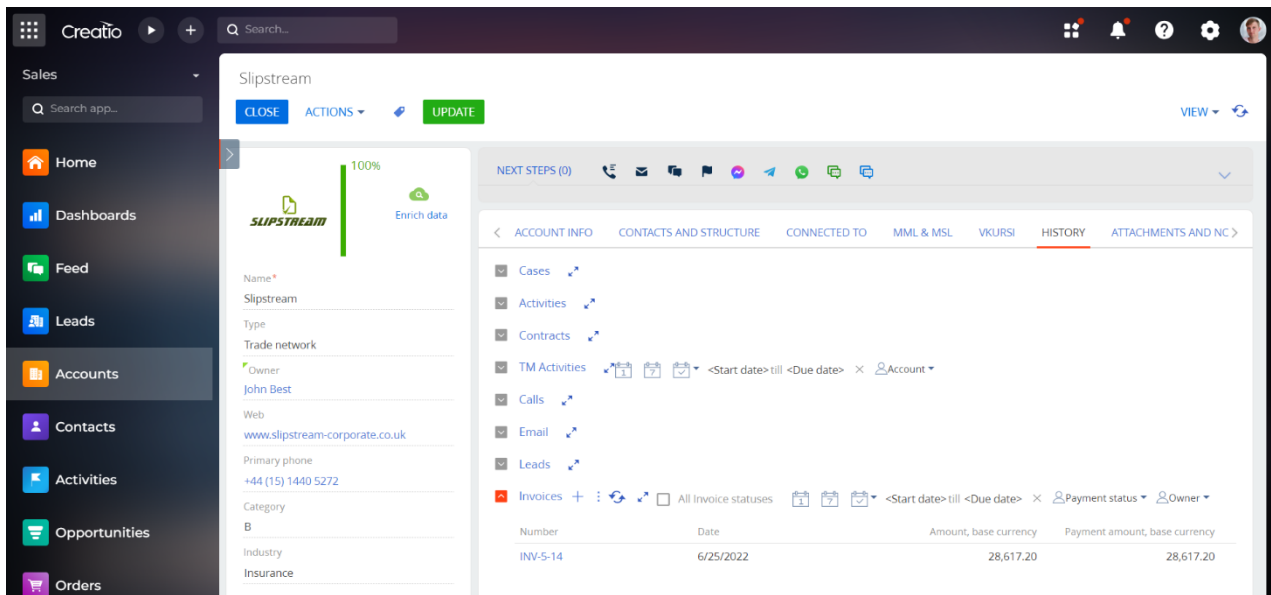 Creatio
Search...
Sales
Search app...
Home
Dashboards
Feed
Leads
Accounts
Contacts
Activities
Opportunities
Orders
Slipstream
CLOSE ACTIONS UPDATE VIEW
100%
SLIPSTREAM
Enrich data
Name*
Slipstream
Type
Trade network
Owner
John Best
Web
www.slipstream-corporate.co.uk
Primary phone
+44 (15) 1440 5272
Category
B
Industry
Insurance
NEXT STEPS (0)
ACCOUNT INFO CONTACTS AND STRUCTURE CONNECTED TO MML & MSL VKURSI HISTORY ATTACHMENTS AND NC
Cases
Activities
Contracts
TM Activities 1 7 <Start date> till <Due date> Account
Calls
Email
Leads
Invoices All Invoice statuses 1 7 <Start date> till <Due date> Payment status Owner
Number Date Amount, base currency Payment amount, base currency
INV-5-14 6/25/2022 28,617.20 28,617.20